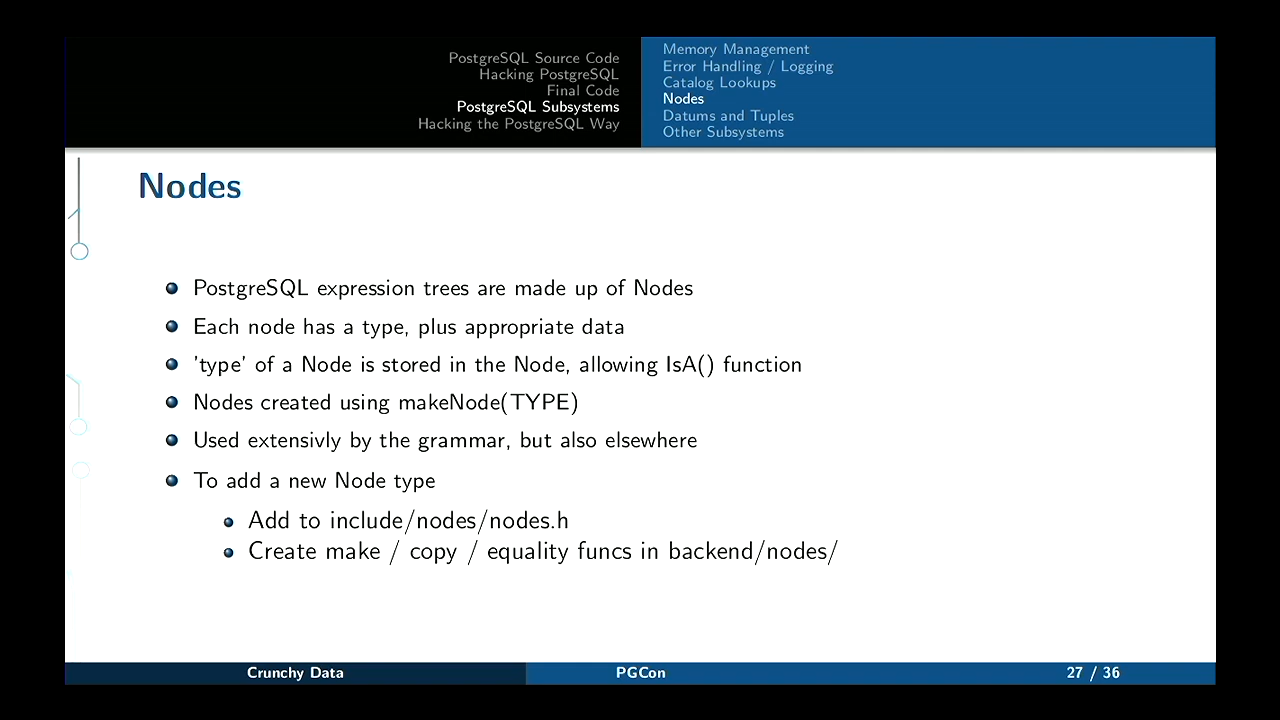 PostgreSQL Source Code
Hacking PostgreSQL
Final Code
PostgreSQL Subsystems
Hacking the PostgreSQL Way
Memory Management
Error Handling / Logging
Catalog Lookups
Nodes
Datums and Tuples
Other Subsystems
Nodes
PostgreSQL expression trees are made up of Nodes
Each node has a type, plus appropriate data
'type' of a Node is stored in the Node, allowing IsA() function
Nodes created using makeNode(TYPE)
Used extensivly by the grammar, but also elsewhere
To add a new Node type
Add to include/nodes/nodes.h
Create make / copy / equality funcs in backend/nodes/
Crunchy Data
PGCon
27 / 36